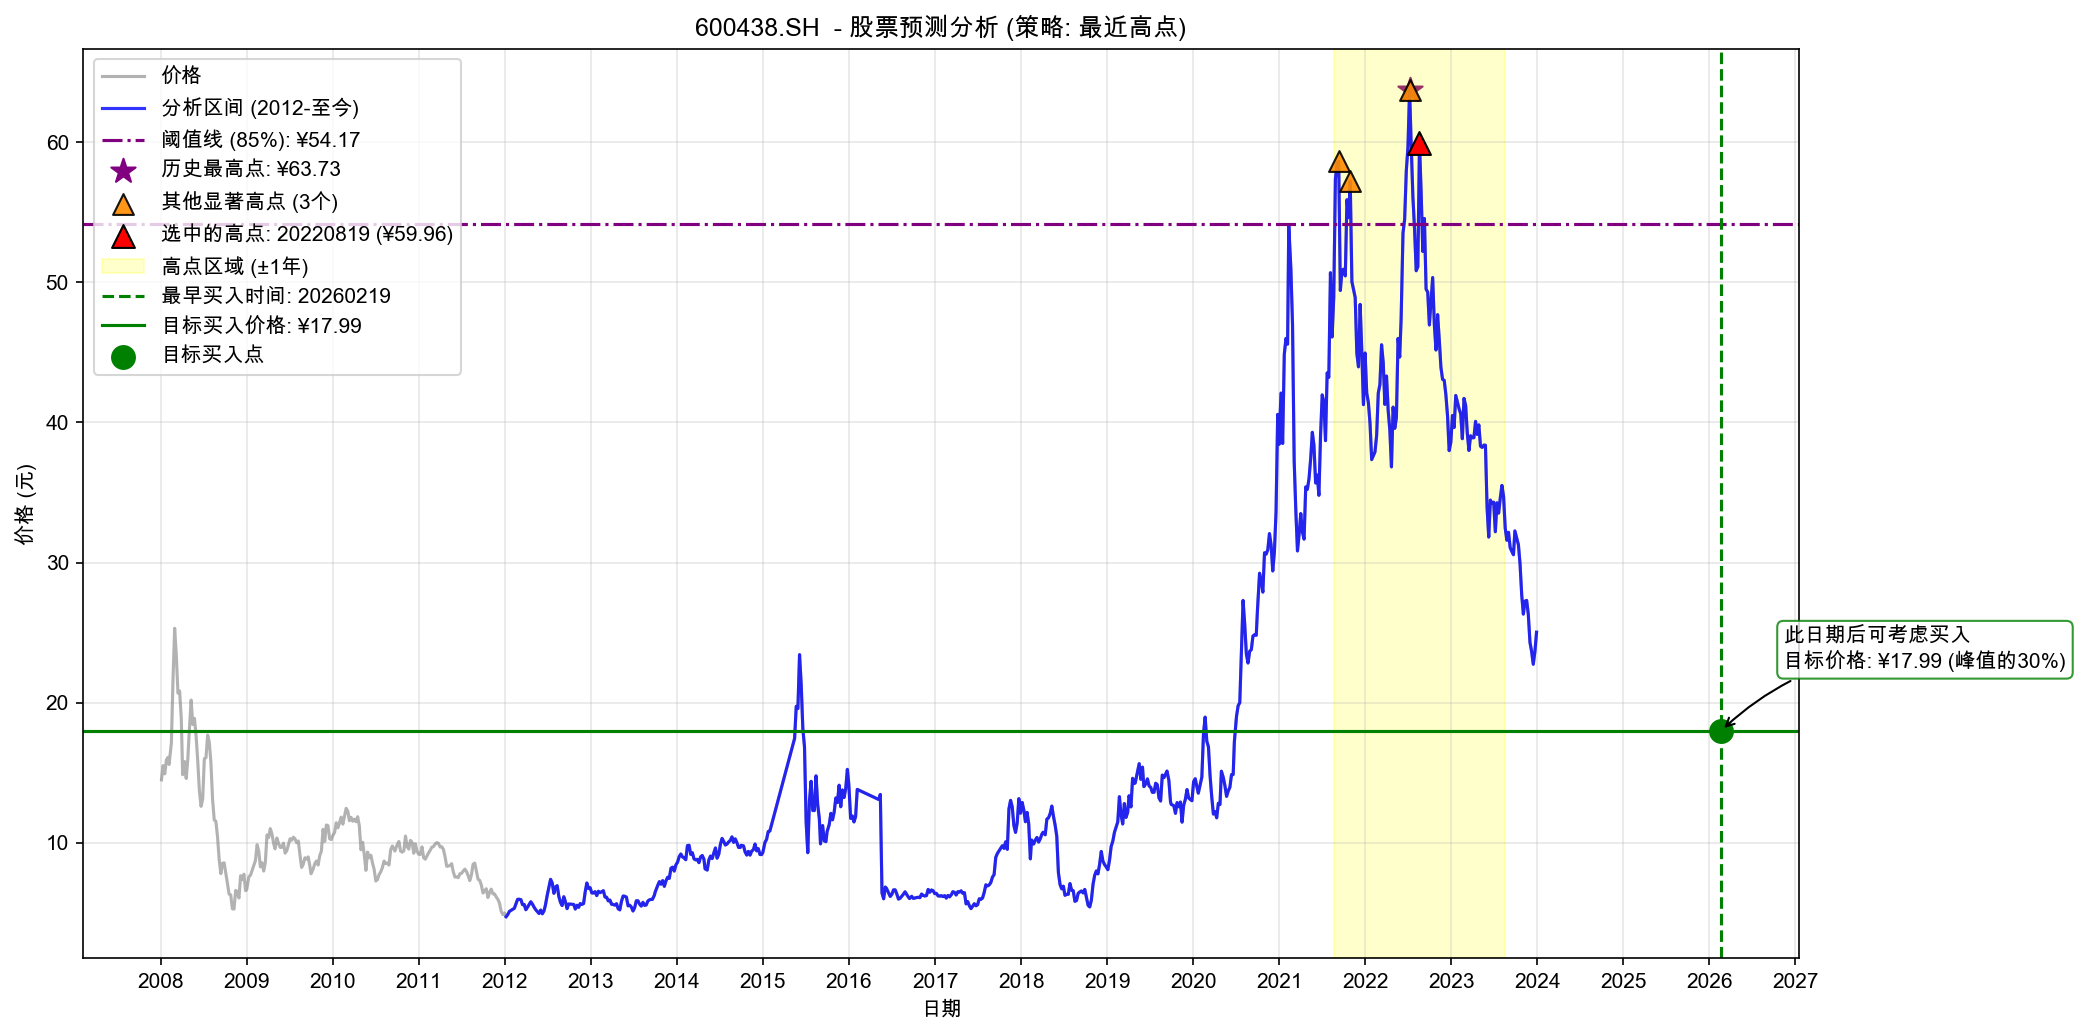 600438.SH - 股票预测分析 (策略: 最近高点)
价格
分析区间 (2012-至今)
阈值线 (85%): ¥54.17
历史最高点: ¥63.73
其他显著高点 (3个)
选中的高点: 20220819 (¥59.96)
高点区域 (±1年)
最早买入时间: 20260219
目标买入价格: ¥17.99
目标买入点
价格 (元)
60
50
40
30
20
10
此日期后可考虑买入
目标价格: ¥17.99 (峰值的30%)
2008 2009 2010 2011 2012 2013 2014 2015 2016 2017 2018 2019 2020 2021 2022 2023 2024 2025 2026 2027
日期